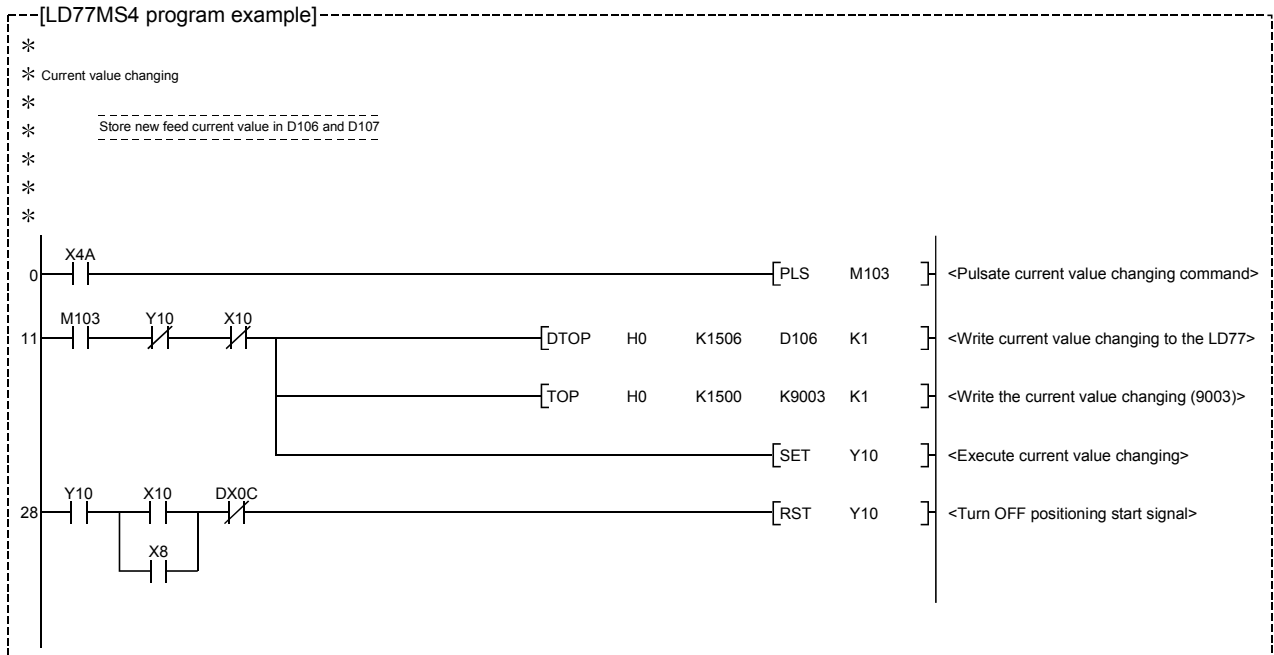 [LD77MS4 program example]
*
* Current value changing
*
* Store new feed current value in D106 and D107
*
*
*
X4A
0 [PLS M103 ] <Pulsate current value changing command>
M103 Y10 X10
11 [DTOP H0 K1506 D106 K1 ] <Write current value changing to the LD77>
[TOP H0 K1500 K9003 K1 ] <Write the current value changing (9003)>
[SET Y10 ] <Execute current value changing>
Y10 X10 DX0C
28 [RST Y10 ] <Turn OFF positioning start signal>
X8